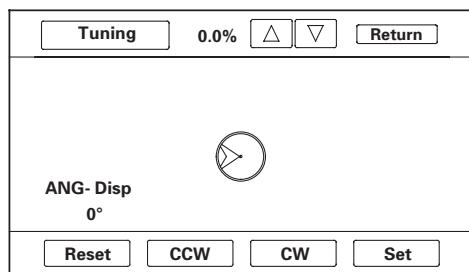 Tuning 0.0% Return
ANG- Disp
0°
Reset CCW CW Set